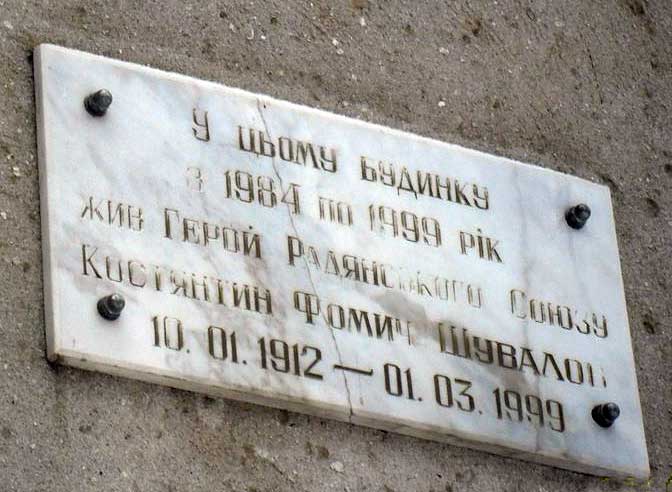 У цьому будинку
з 1984 по 1999 рік
жив Герой Радянського Союзу
Костянтин Фомич Шувалов
10.01.1912 — 01.03.1999